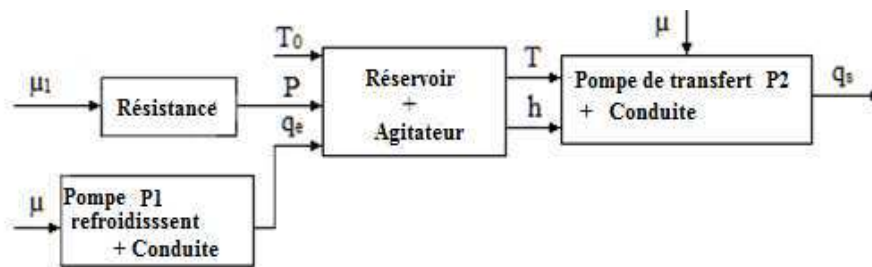 μ
T₀
T
μ₁
Résistance
P
Réservoir
+
Agitateur
h
Pompe de transfert P2
+ Conduite
qₛ
qₑ
μ
Pompe P1
refroidisssent
+ Conduite